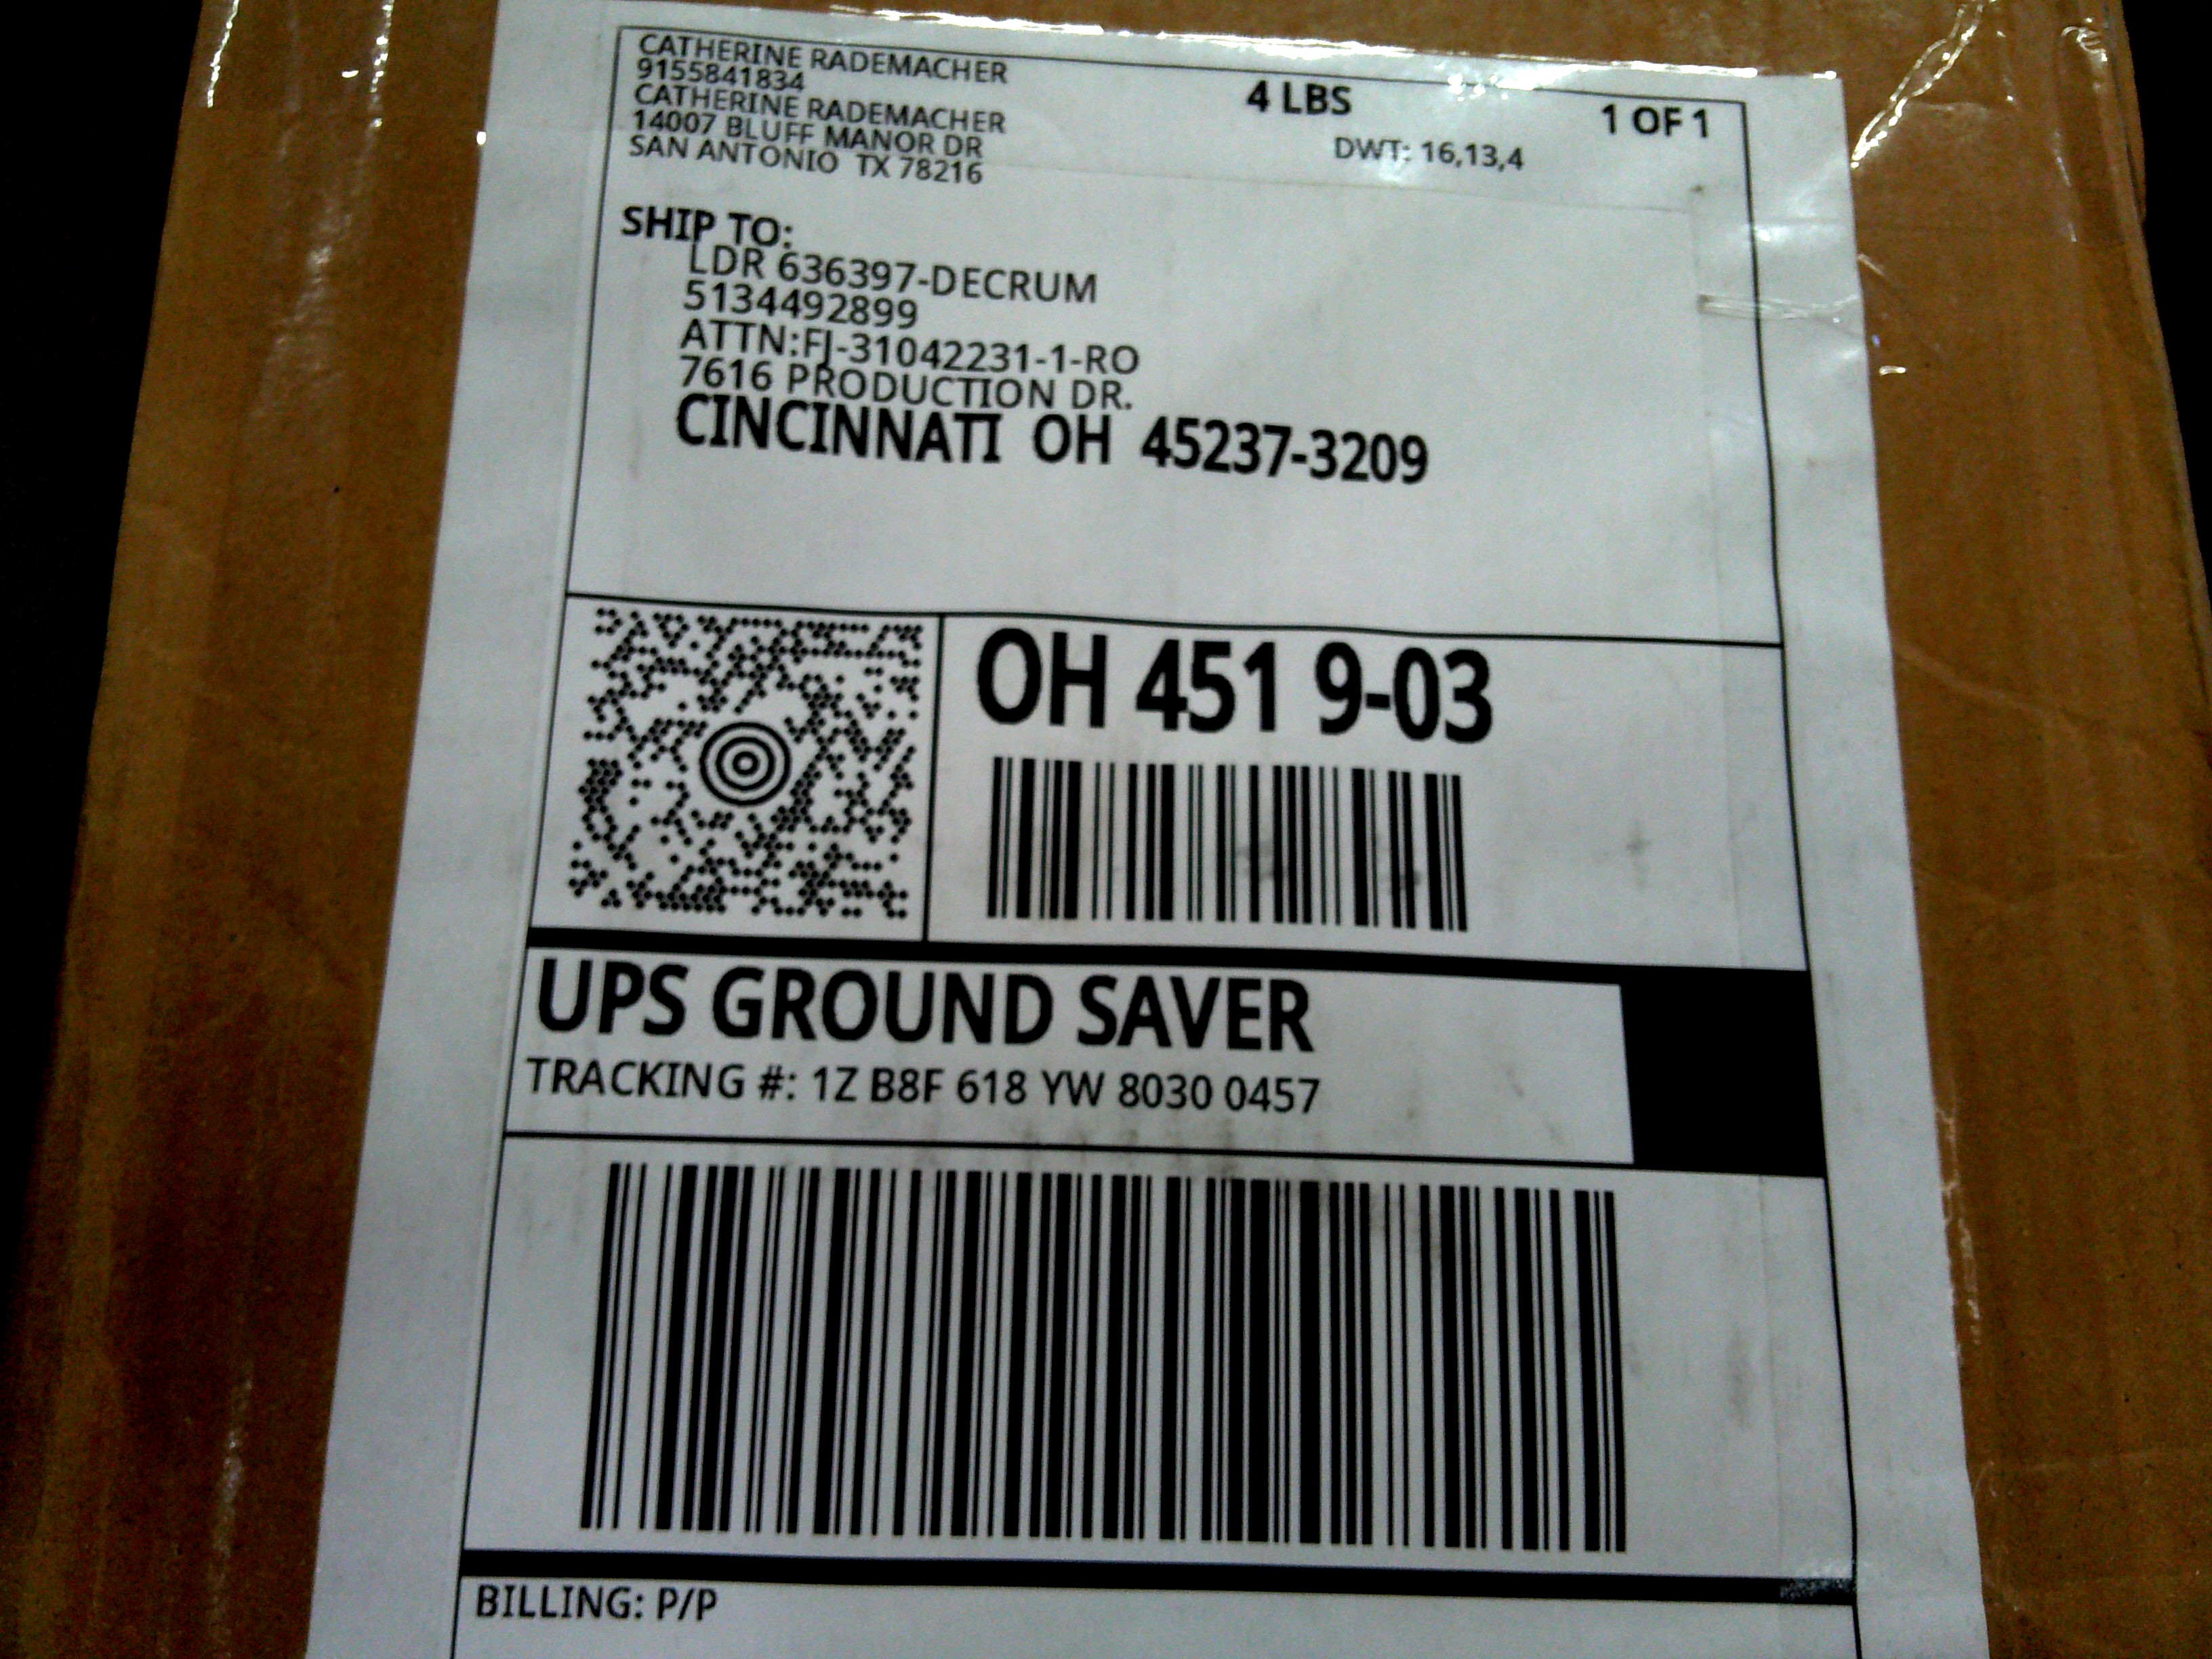 CATHERINE RADEMACHER
9155841834
CATHERINE RADEMACHER
14007 BLUFF MANOR DR
SAN ANTONIO TX 78216
4 LBS
1 OF 1
DWT: 16,13,4
SHIP TO:
LDR 636397-DECRUM
5134492899
ATTN:FJ-31042231-1-RO
7616 PRODUCTION DR.
CINCINNATI OH 45237-3209
OH 451 9-03
UPS GROUND SAVER
TRACKING #: 1Z B8F 618 YW 8030 0457
BILLING: P/P